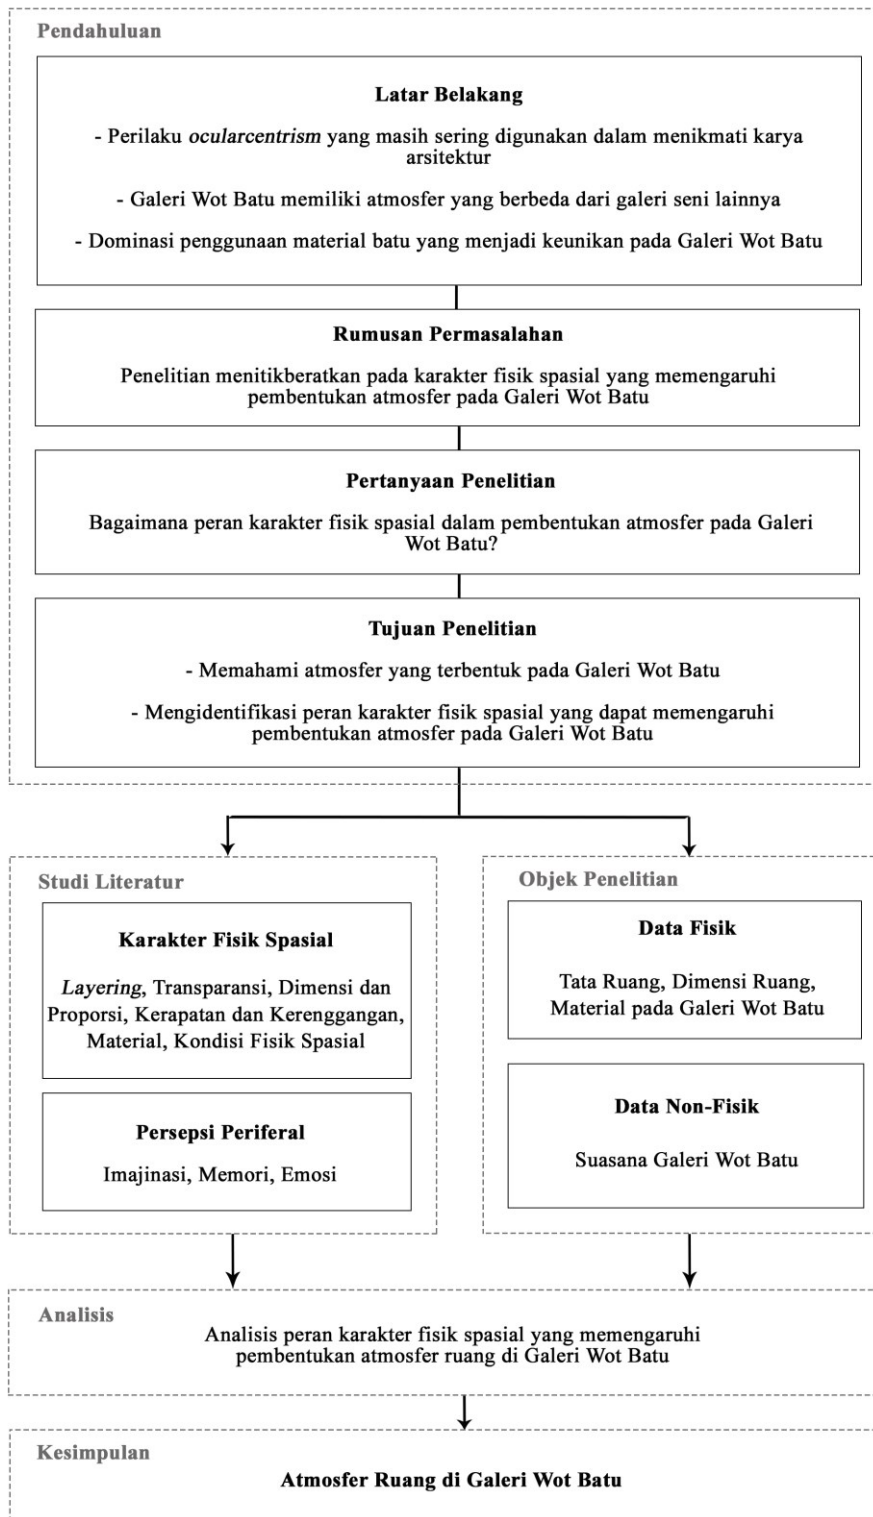 Pendahuluan
Latar Belakang
- Perilaku ocularcentrism yang masih sering digunakan dalam menikmati karya
arsitektur
- Galeri Wot Batu memiliki atmosfer yang berbeda dari galeri seni lainnya
- Dominasi penggunaan material batu yang menjadi keunikan pada Galeri Wot Batu
Rumusan Permasalahan
Penelitian menitikberatkan pada karakter fisik spasial yang memengaruhi
pembentukan atmosfer pada Galeri Wot Batu
Pertanyaan Penelitian
Bagaimana peran karakter fisik spasial dalam pembentukan atmosfer pada Galeri
Wot Batu?
Tujuan Penelitian
- Memahami atmosfer yang terbentuk pada Galeri Wot Batu
- Mengidentifikasi peran karakter fisik spasial yang dapat memengaruhi
pembentukan atmosfer pada Galeri Wot Batu
Studi Literatur
Karakter Fisik Spasial
Layering, Transparansi, Dimensi dan
Proporsi, Kerapatan dan Kerenggangan,
Material, Kondisi Fisik Spasial
Persepsi Periferal
Imajinasi, Memori, Emosi
Objek Penelitian
Data Fisik
Tata Ruang, Dimensi Ruang,
Material pada Galeri Wot Batu
Data Non-Fisik
Suasana Galeri Wot Batu
Analisis
Analisis peran karakter fisik spasial yang memengaruhi
pembentukan atmosfer ruang di Galeri Wot Batu
Kesimpulan
Atmosfer Ruang di Galeri Wot Batu